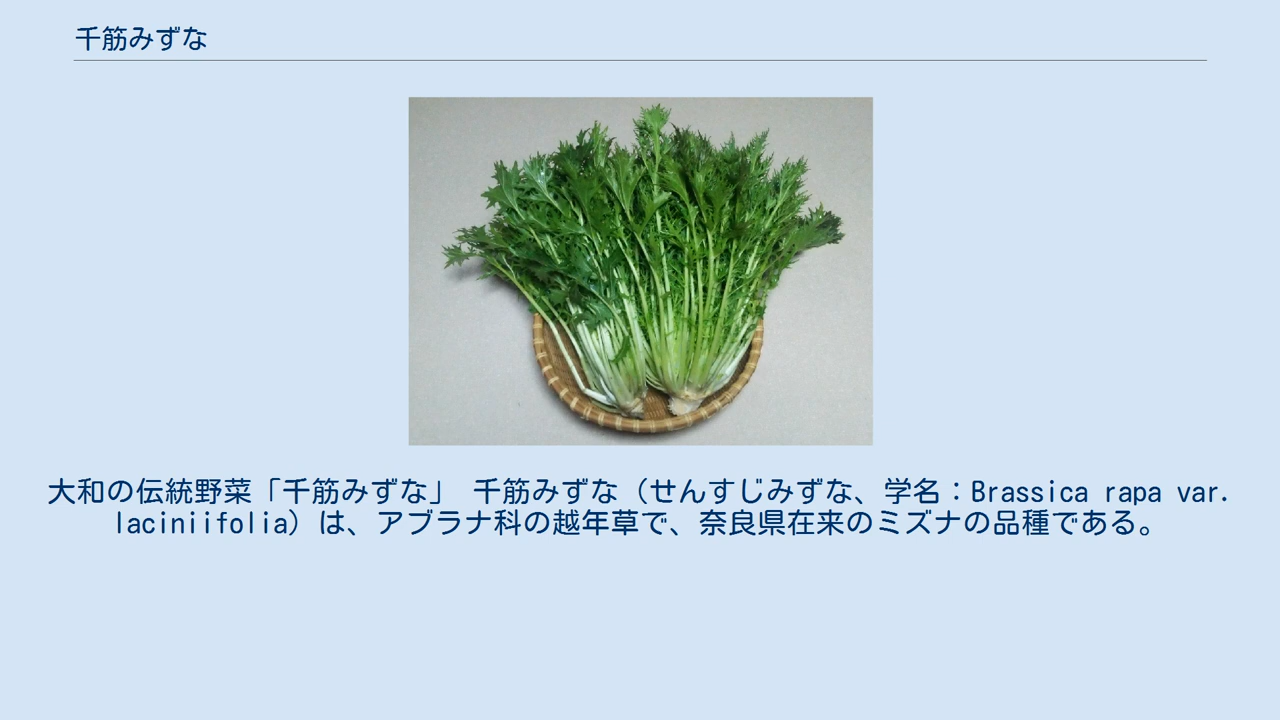 千筋みずな
大和の伝統野菜「千筋みずな」 千筋みずな（せんすじみずな、学名：Brassica rapa var.
laciniifolia）は、アブラナ科の越年草で、奈良県在来のミズナの品種である。